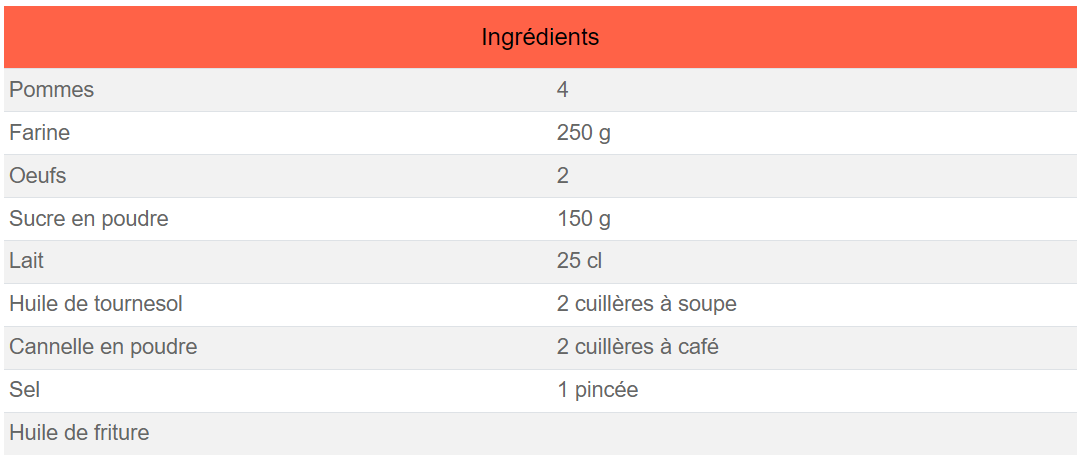 Ingrédients
Pommes 4
Farine 250 g
Oeufs 2
Sucre en poudre 150 g
Lait 25 cl
Huile de tournesol 2 cuillères à soupe
Cannelle en poudre 2 cuillères à café
Sel 1 pincée
Huile de friture